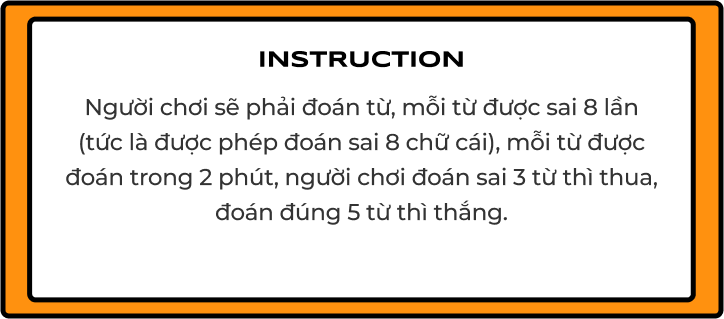 INSTRUCTION
Người chơi sẽ phải đoán từ, mỗi từ được sai 8 lần
(tức là được phép đoán sai 8 chữ cái), mỗi từ được
đoán trong 2 phút, người chơi đoán sai 3 từ thì thua,
đoán đúng 5 từ thì thắng.